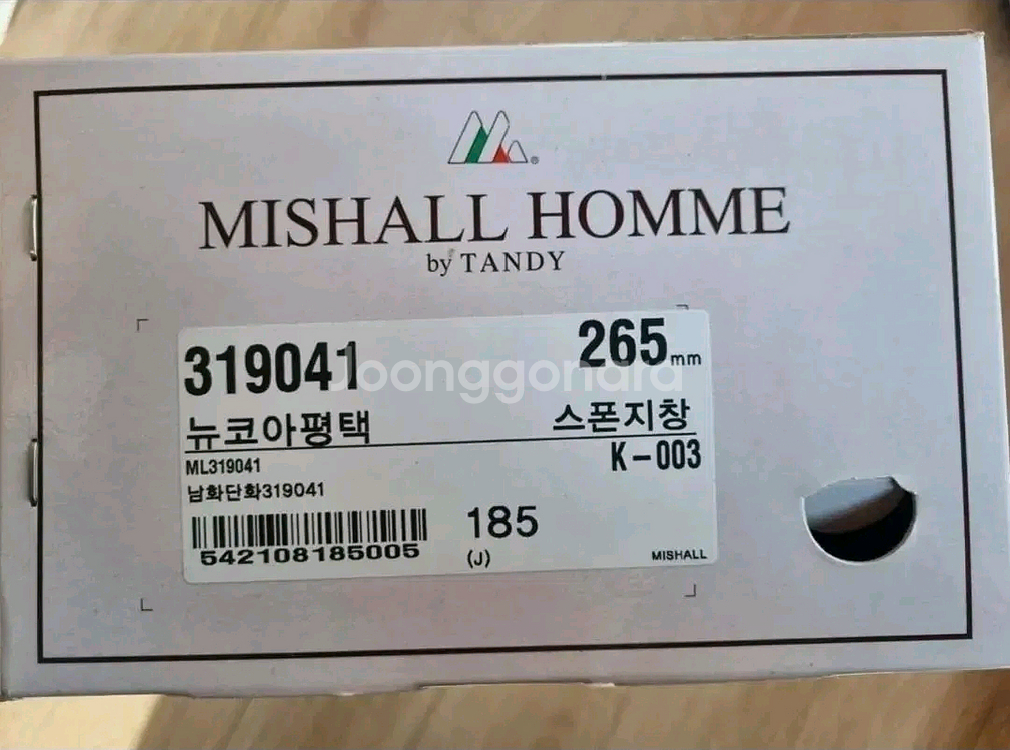 ®
MISHALL HOMME
by TANDY
319041 265mm
Joonggonara
뉴코아평택 스폰지창
ML319041 K-003
남화단화319041
542108185005
185
(J)
MISHALL